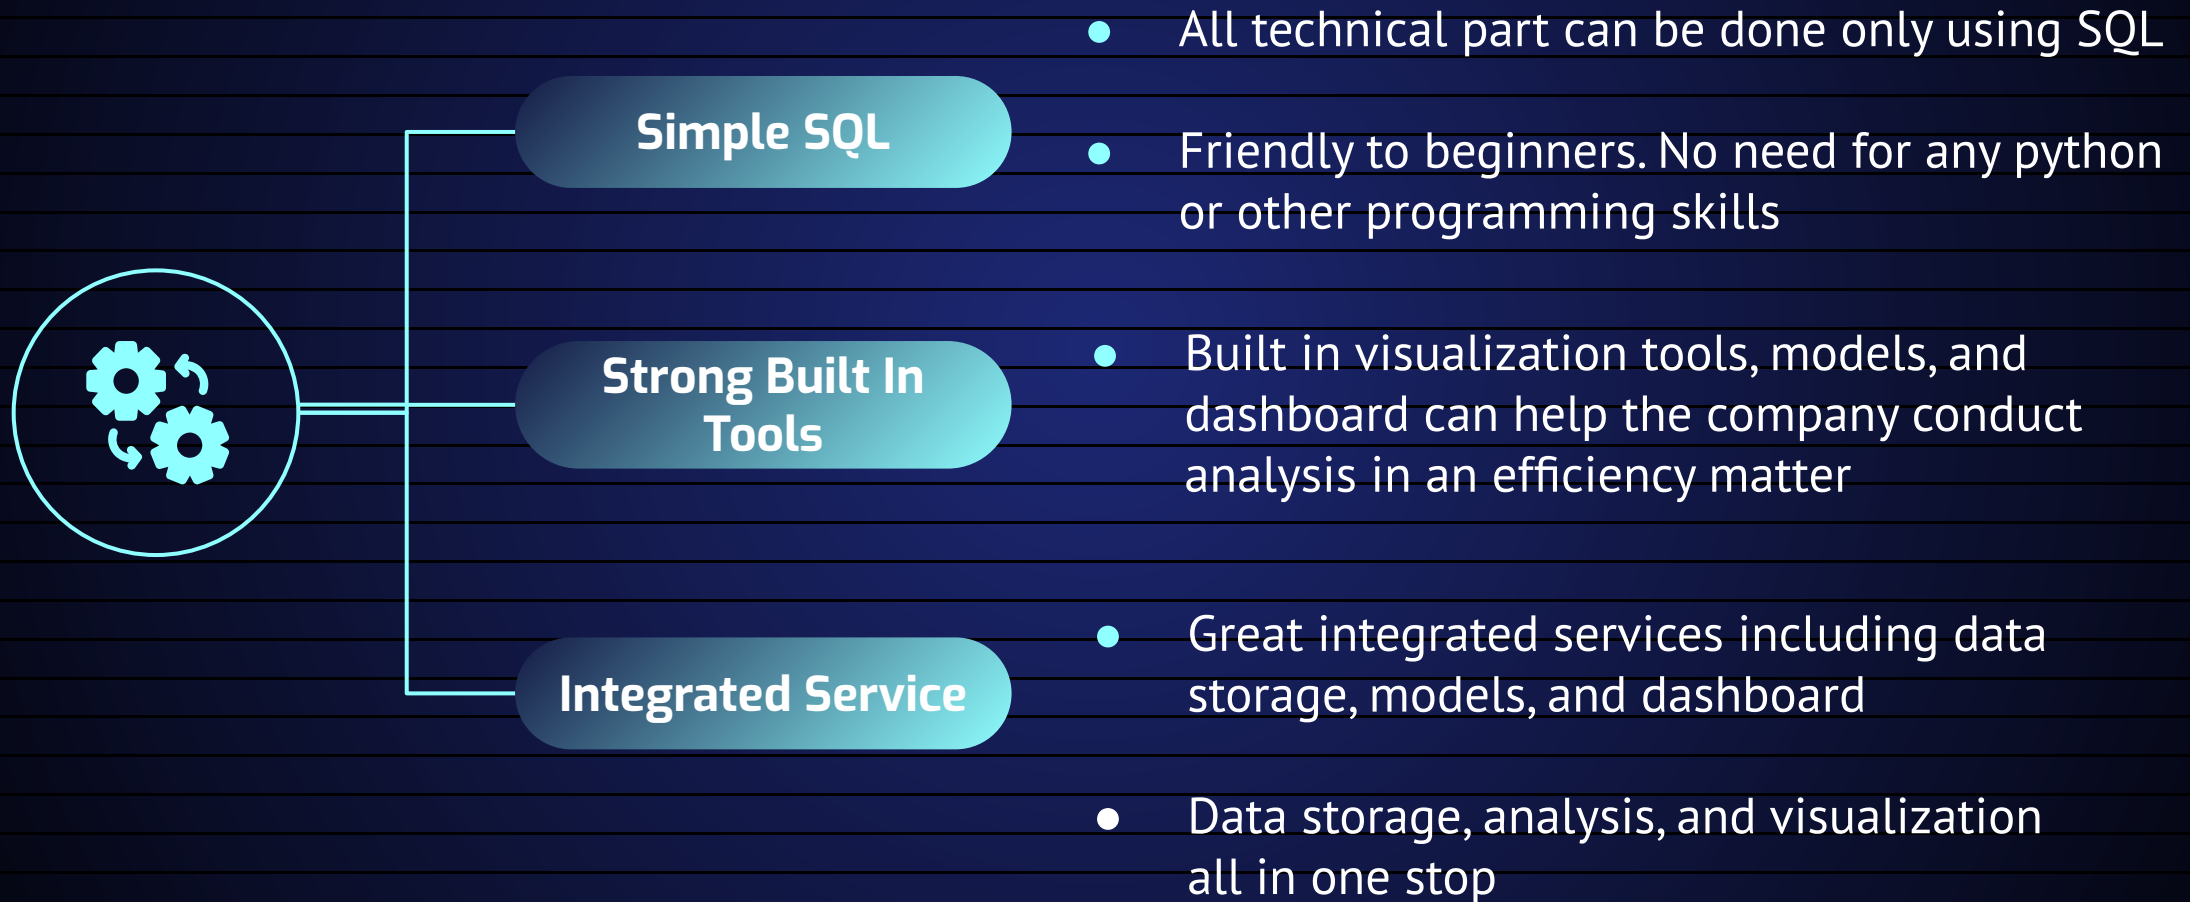 All technical part can be done only using SQL
Simple SQL
Friendly to beginners. No need for any python
or other programming skills
Strong Built In
Tools
Built in visualization tools, models, and
dashboard can help the company conduct
analysis in an efficiency matter
Integrated Service
Great integrated services including data
storage, models, and dashboard
Data storage, analysis, and visualization
all in one stop